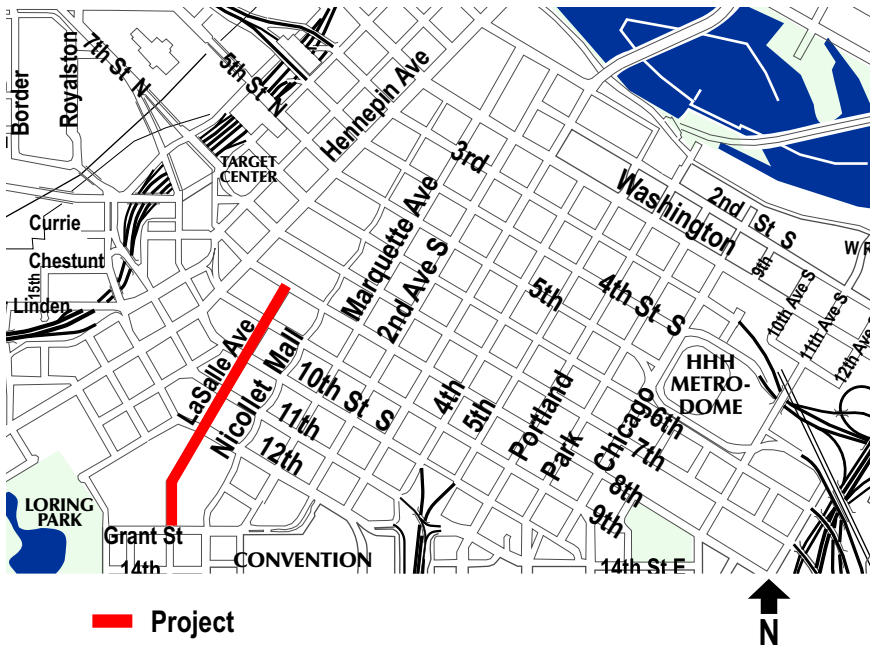 7th St N
5th St N
Royalston
Border
Hennepin Ave
TARGET
CENTER
3rd
Washington
2nd St S
Marquette Ave
2nd Ave S
Currie
Chestunt
15th
Linden
W R
9th
10th Ave S
11th Ave S
12th Ave S
5th
4th St S
HHH
METRO-
DOME
LaSalle Ave
Nicollet Mall
10th St S
11th
12th
4th
5th
Portland
Park
Chicago
6th
7th
8th
9th
LORING
PARK
Grant St
14th
CONVENTION
14th St E
Project
N